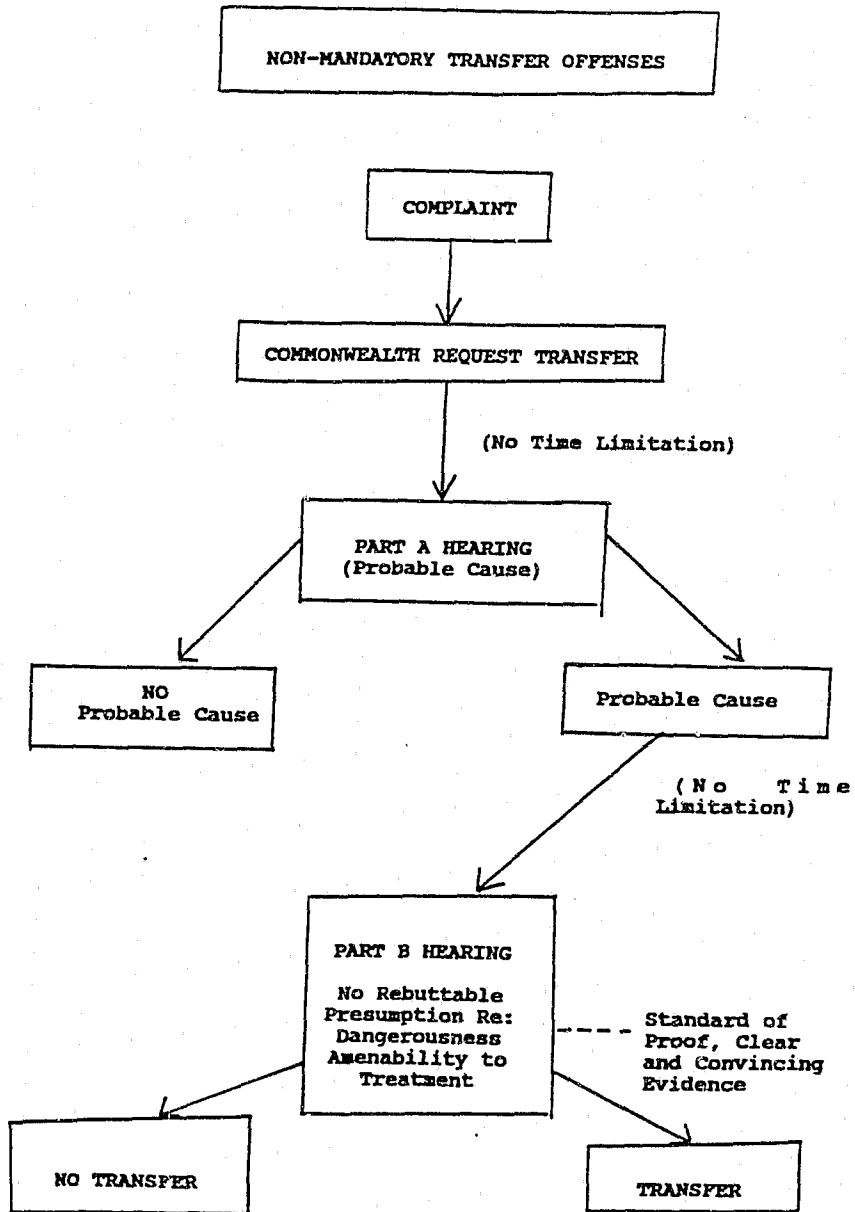 NON-MANDATORY TRANSFER OFFENSES
COMPLAINT
COMMONWEALTH REQUEST TRANSFER
(No Time Limitation)
PART A HEARING
(Probable Cause)
NO
Probable Cause
Probable Cause
(No Time
Limitation)
PART B HEARING
No Rebuttable
Presumption Re:
Dangerousness
Amenability to
Treatment
Standard of
Proof, Clear
and Convincing
Evidence
NO TRANSFER
TRANSFER